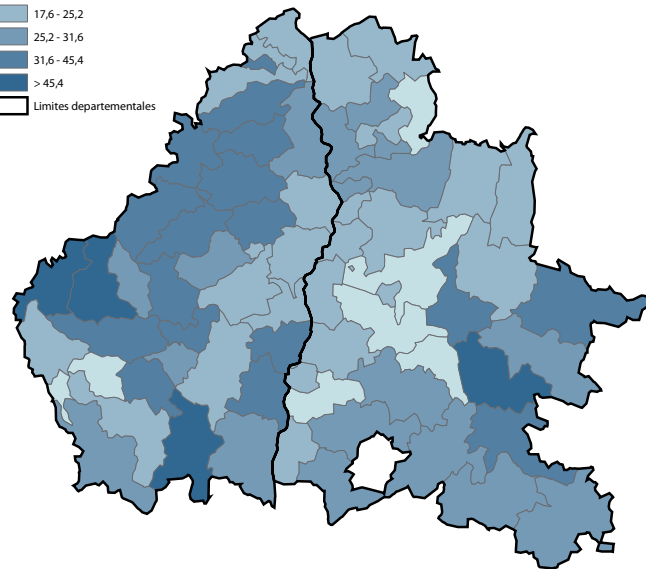 17,6 - 25,2
25,2 - 31,6
31,6 - 45,4
> 45,4
Limites departementales